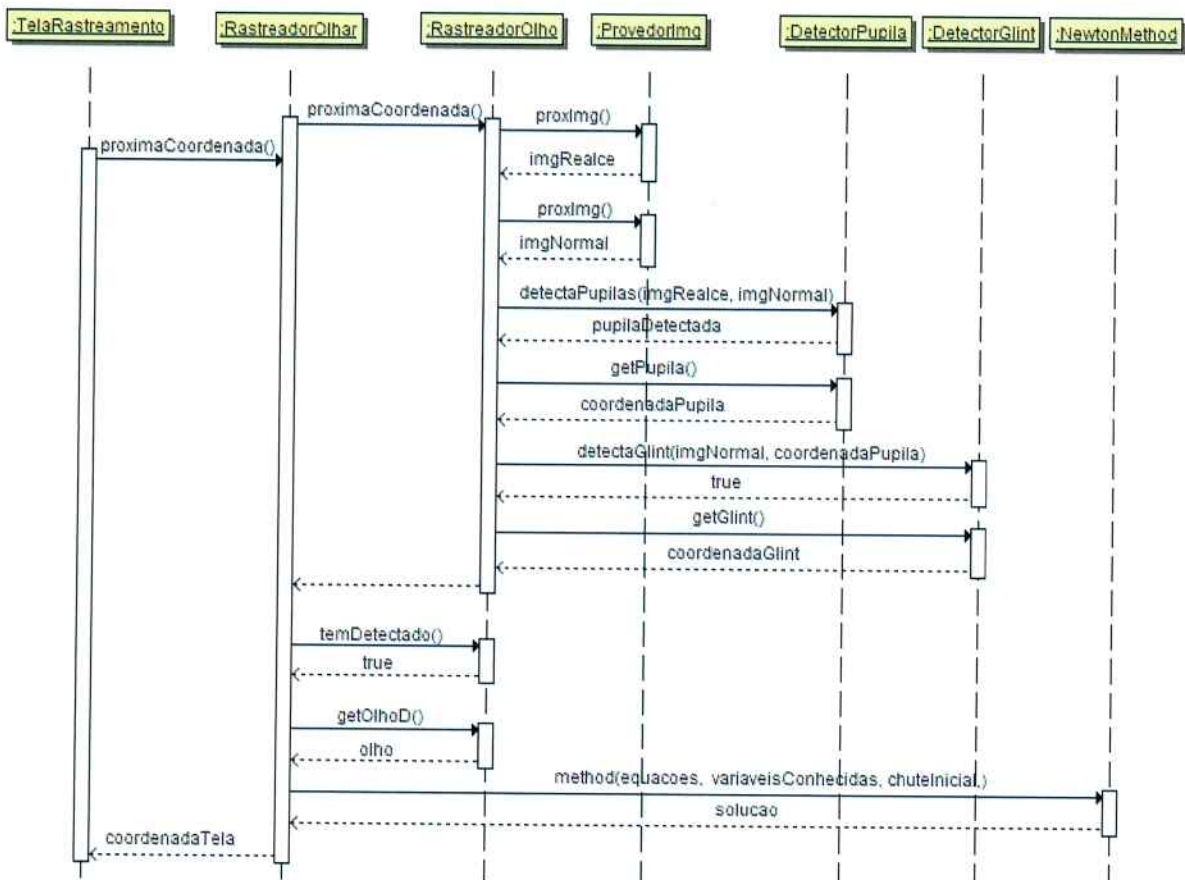 :TelaRastreamento
:RastreadorOlhar
:RastreadorOlho
:ProvedorImg
:DetectorPupila
:DetectorGlint
:NewtonMethod
proximaCoordenada()
proximaCoordenada()
proxImg()
imgRealce
proxImg()
imgNormal
detectaPupilas(imgRealce, imgNormal)
pupilaDetectada
getPupila()
coordenadaPupila
detectaGlint(imgNormal, coordenadaPupila)
true
getGlint()
coordenadaGlint
temDetectado()
true
getOlhoD()
olho
method(equacoes, variaveisConhecidas, chuteInicial,)
solucao
coordenadaTela